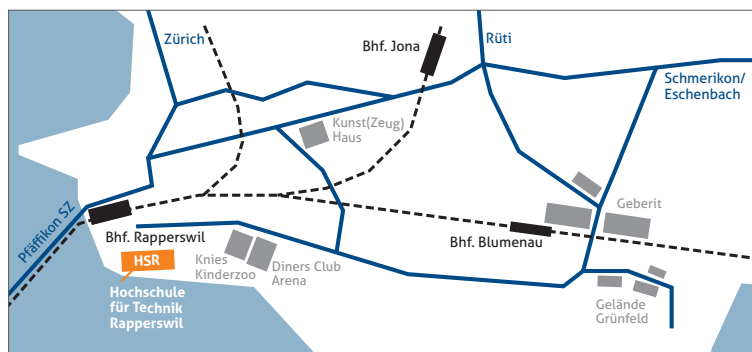 Zürich
Bhf. Jona
Rüti
Schmerikon/
Eschenbach
Kunst(Zeug)
Haus
Geberit
Pfäffikon SZ
Bhf. Rapperswil
Bhf. Blumenau
HSR
Knies
Kinderzoo
Diners Club
Arena
Hochschule
für Technik
Rapperswil
Gelände
Grünfeld